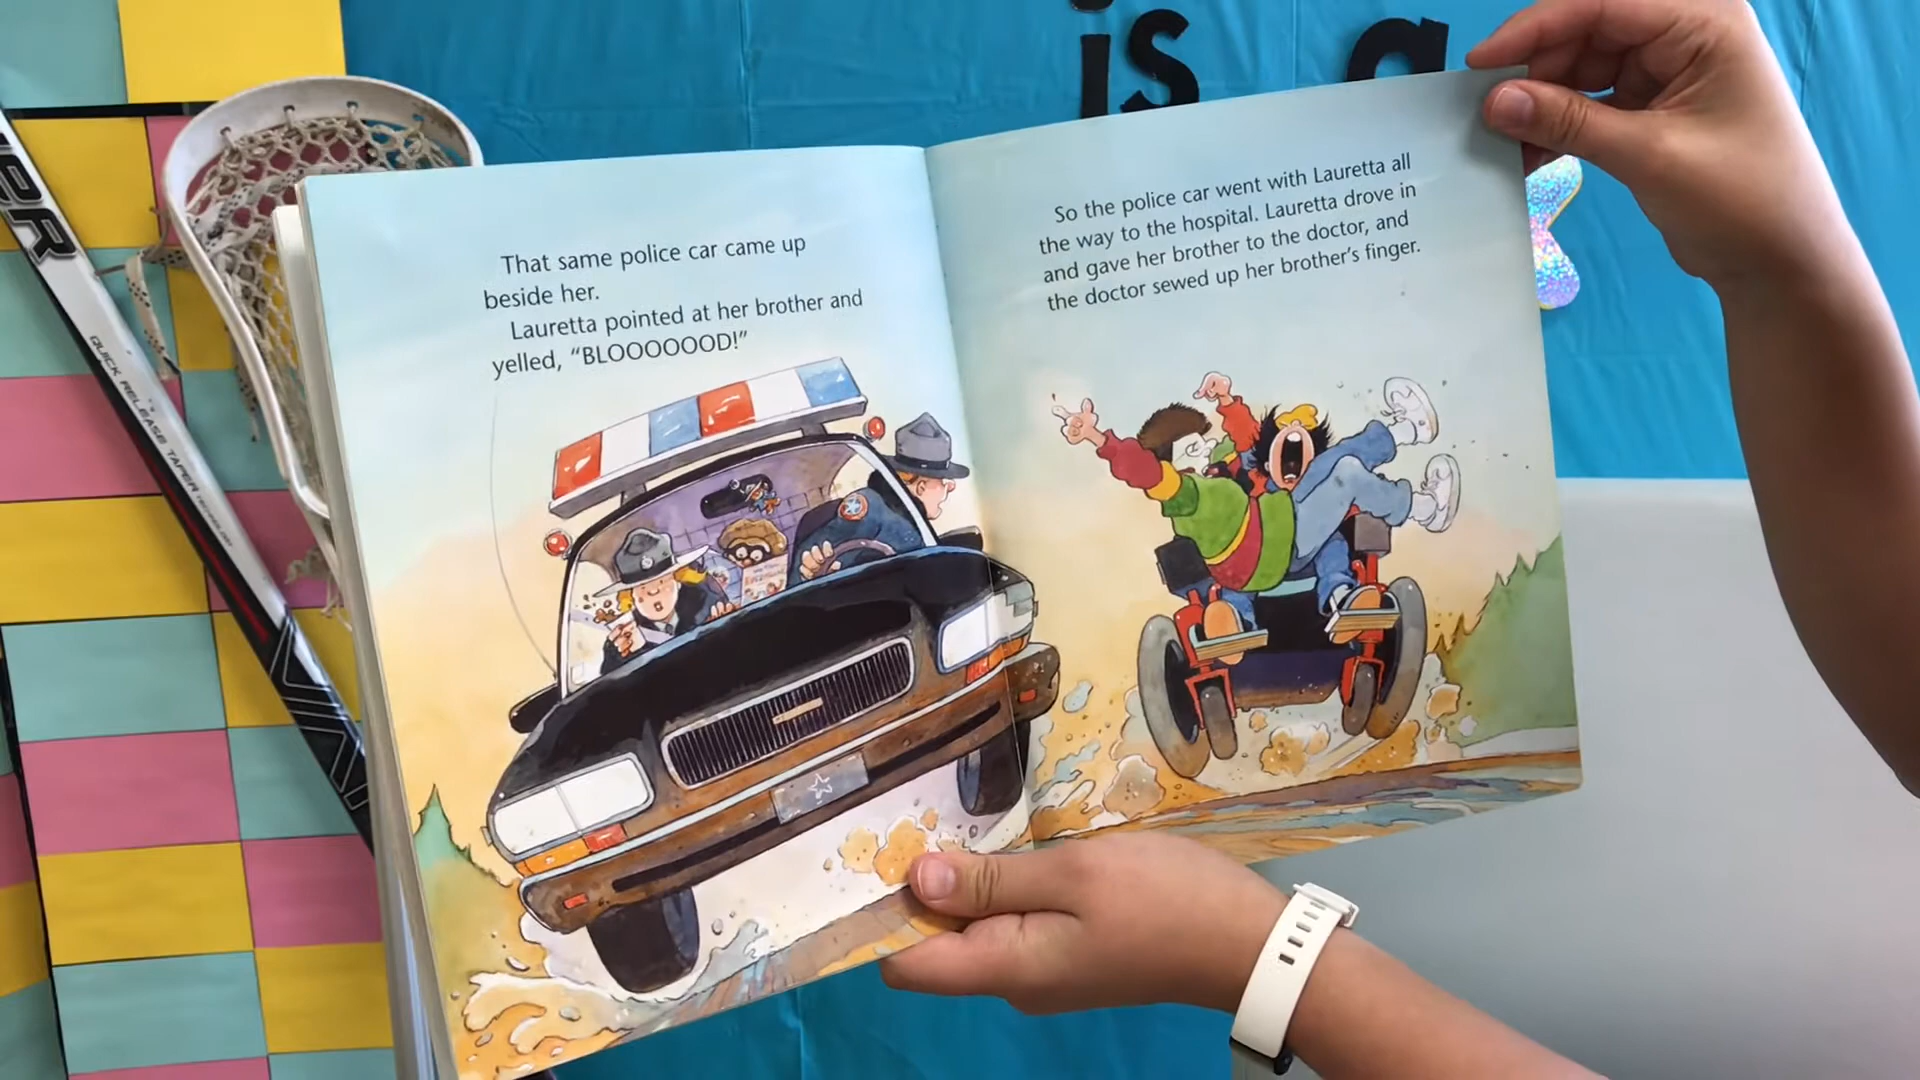 is a
That same police car came up
beside her.
Lauretta pointed at her brother and
yelled, “BLOOOOOOD!”
So the police car went with Lauretta all
the way to the hospital. Lauretta drove in
and gave her brother to the doctor, and
the doctor sewed up her brother’s finger.
QUICK RELEASE TAPER TECHNOLOGY